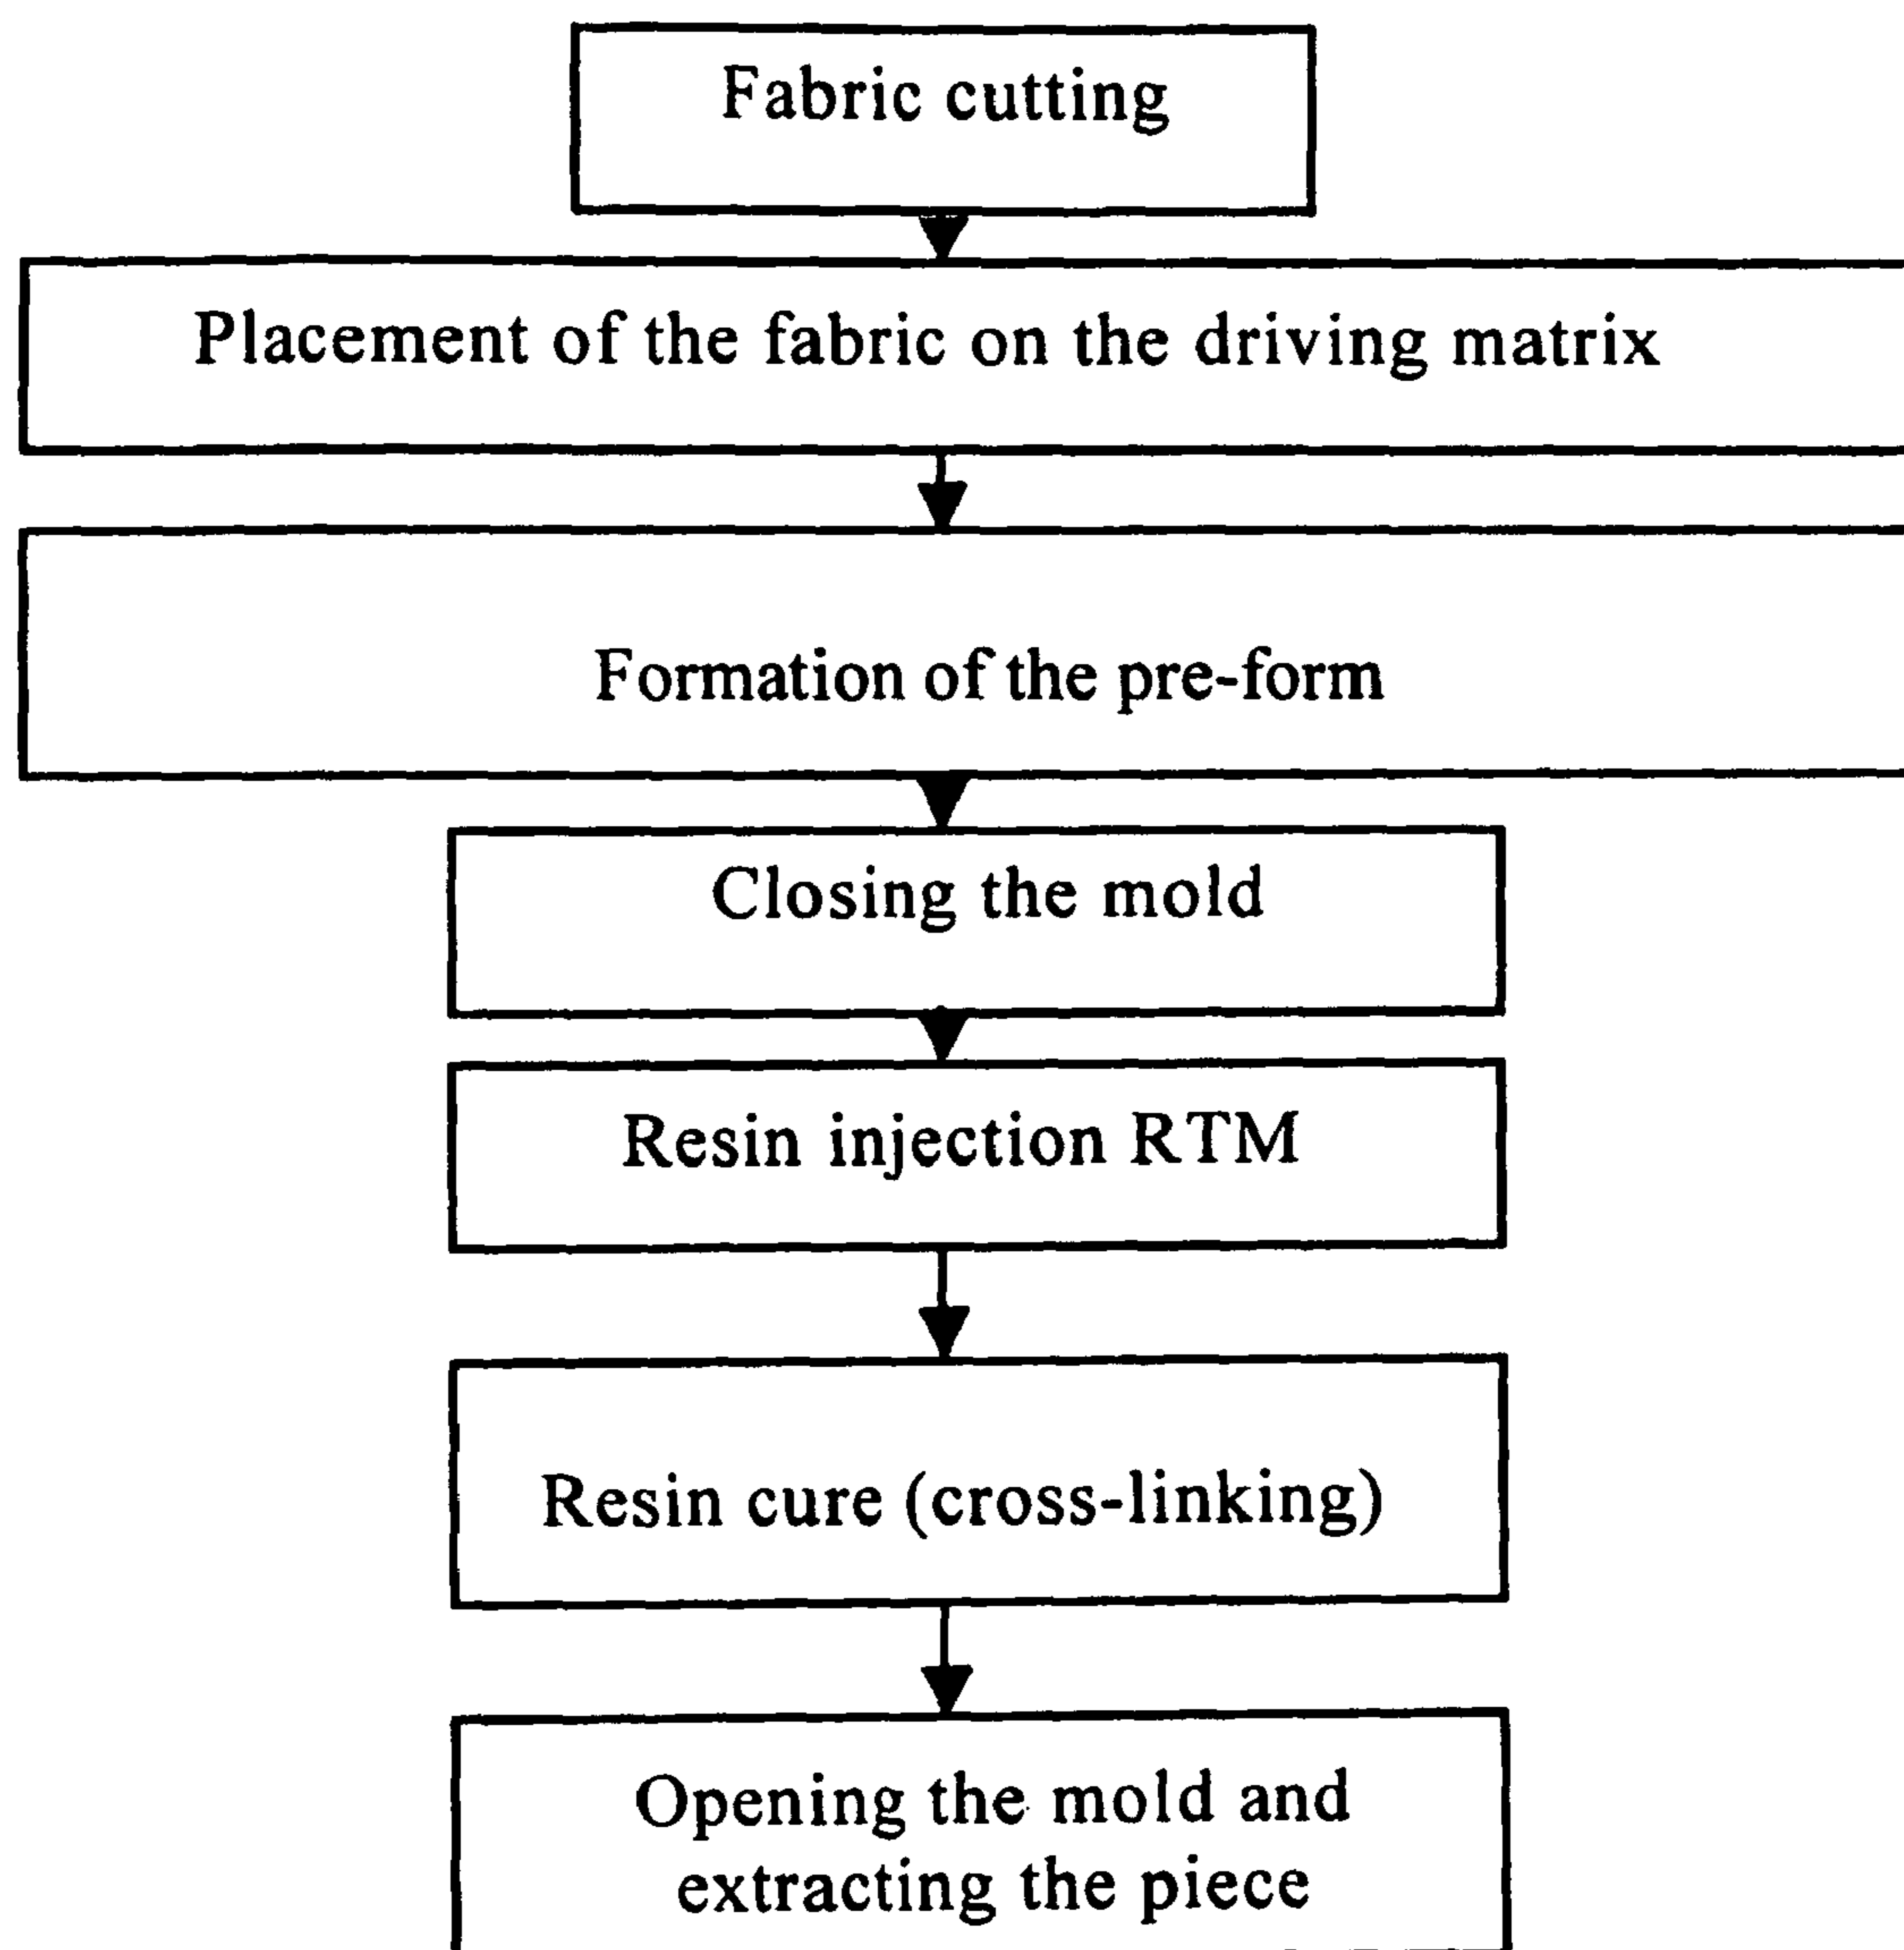 Fabric cutting
Placement of the fabric on the driving matrix
Formation of the pre-form
Closing the mold
Resin injection RTM
Resin cure (cross-linking)
Opening the mold and
extracting the piece